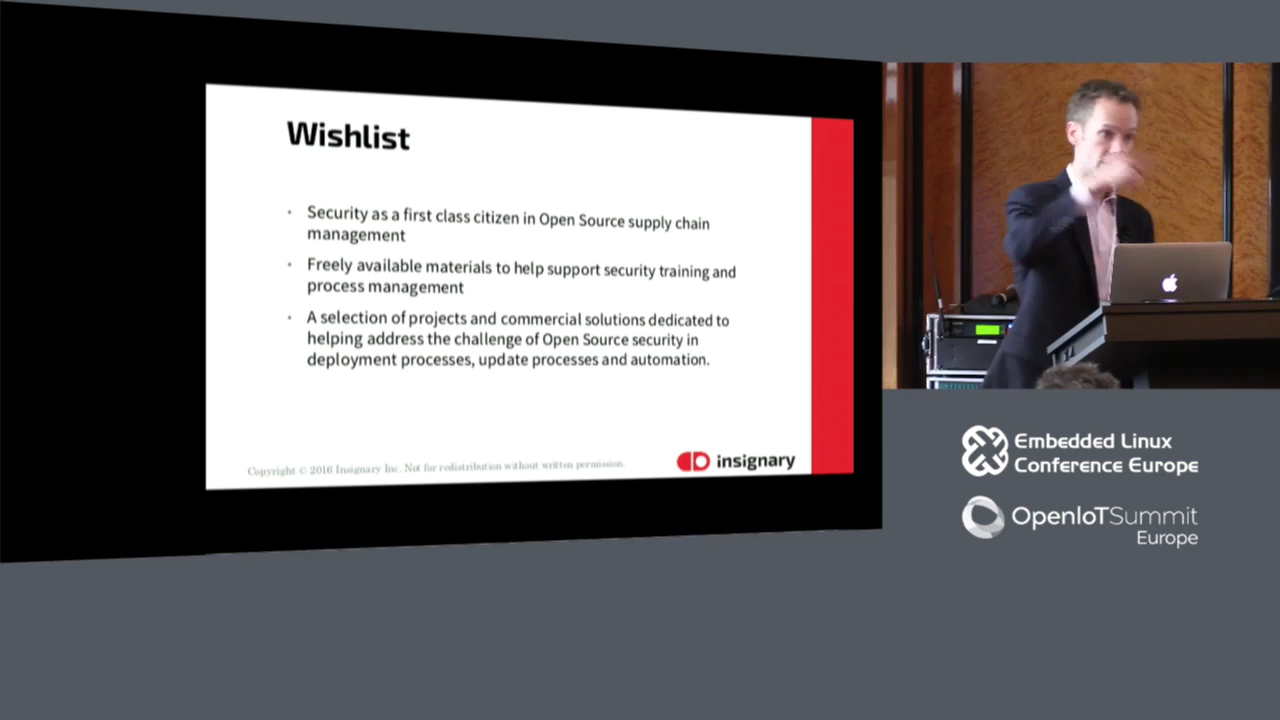 Wishlist
Security as a first class citizen in Open Source supply chain
management
Freely available materials to help support security training and
process management
A selection of projects and commercial solutions dedicated to
helping address the challenge of Open Source security in
deployment processes, update processes and automation.
Copyright © 2016 Insignary Inc. Not for redistribution without written permission.
insignary
Embedded Linux
Conference Europe
OpenIoTSummit
Europe